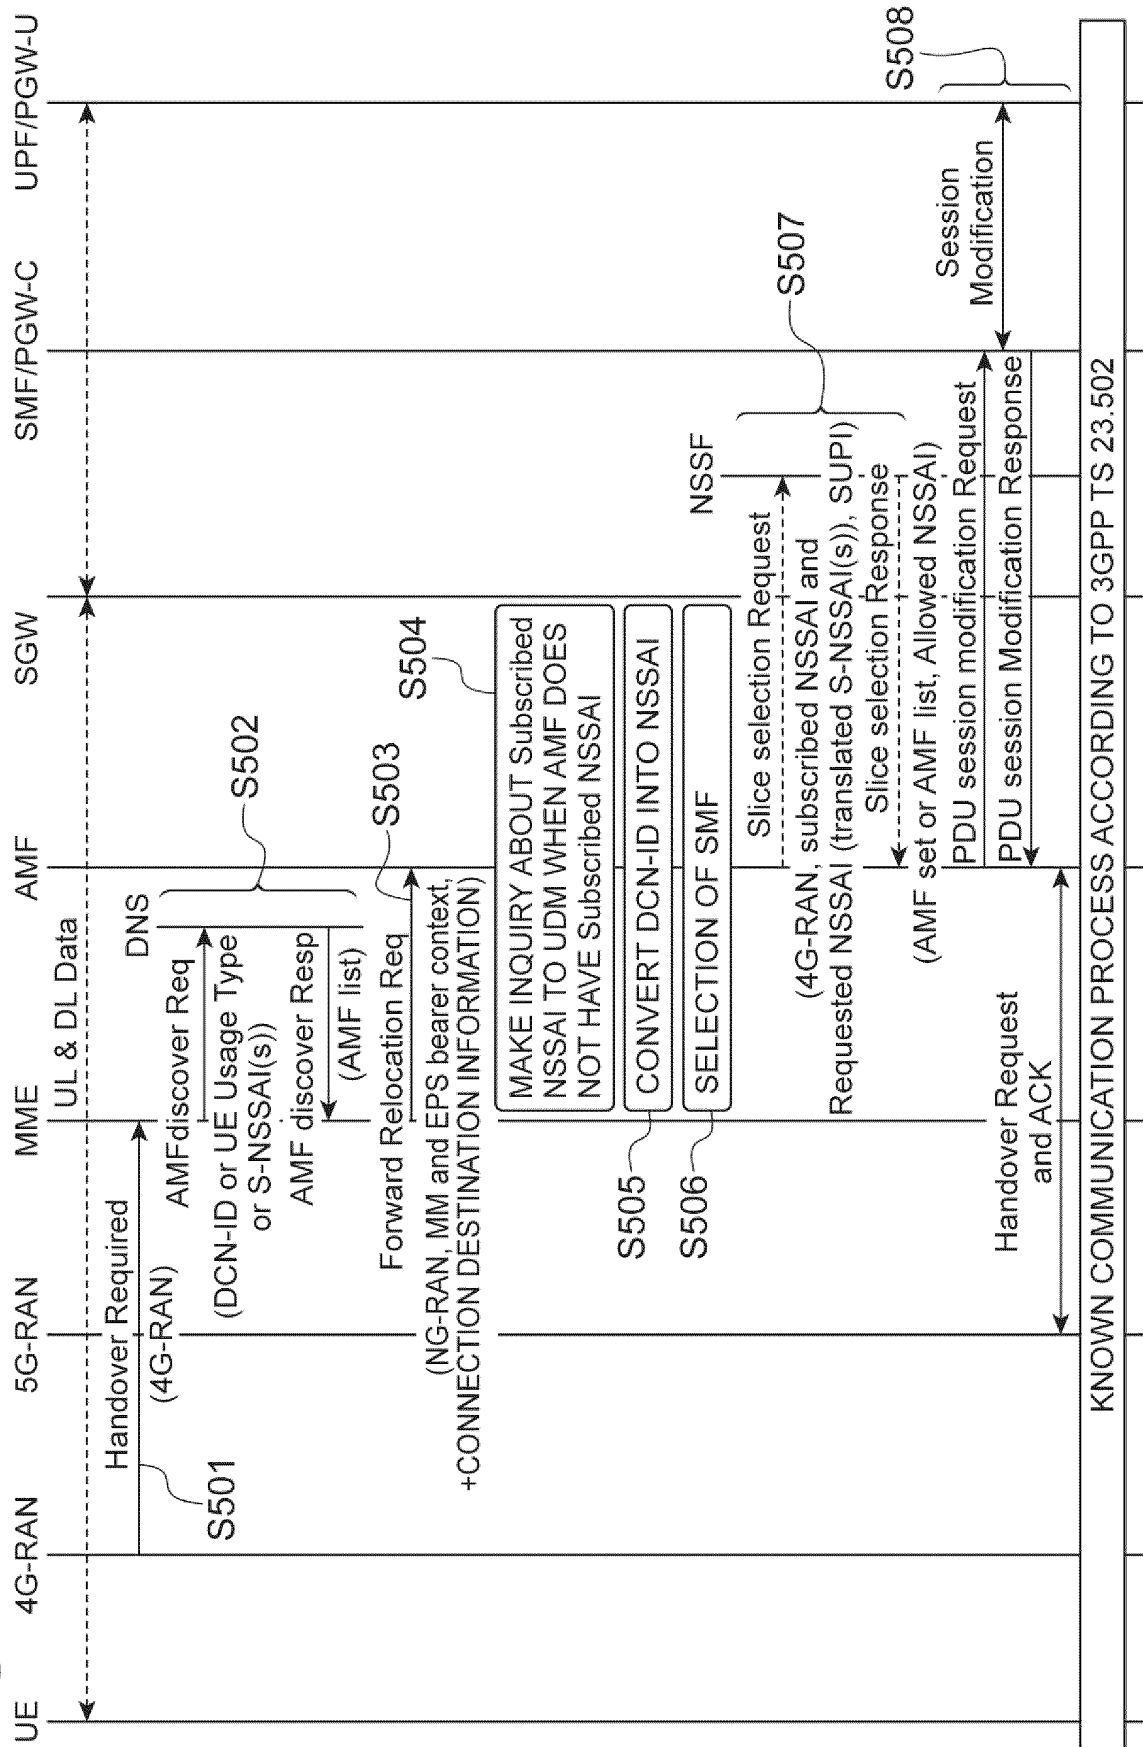 UE
4G-RAN
5G-RAN
MME
AMF
SGW
SMF/PGW-C
UPF/PGW-U
UL & DL Data
Handover Required
(4G-RAN)
S501
DNS
AMFdiscover Req
(DCN-ID or UE Usage Type
or S-NSSAI(s))
AMF discover Resp
(AMF list)
S502
Forward Relocation Req
S503
(NG-RAN, MM and EPS bearer context,
+CONNECTION DESTINATION INFORMATION)
MAKE INQUIRY ABOUT Subscribed
NSSAI TO UDM WHEN AMF DOES
NOT HAVE Subscribed NSSAI
S504
CONVERT DCN-ID INTO NSSAI
S505
SELECTION OF SMF
S506
NSSF
Slice selection Request
(4G-RAN, subscribed NSSAI and
Requested NSSAI (translated S-NSSAI(s)), SUPI)
Slice selection Response
(AMF set or AMF list, Allowed NSSAI)
S507
PDU session modification Request
PDU session Modification Response
Session
Modification
S508
Handover Request
and ACK
KNOWN COMMUNICATION PROCESS ACCORDING TO 3GPP TS 23.502